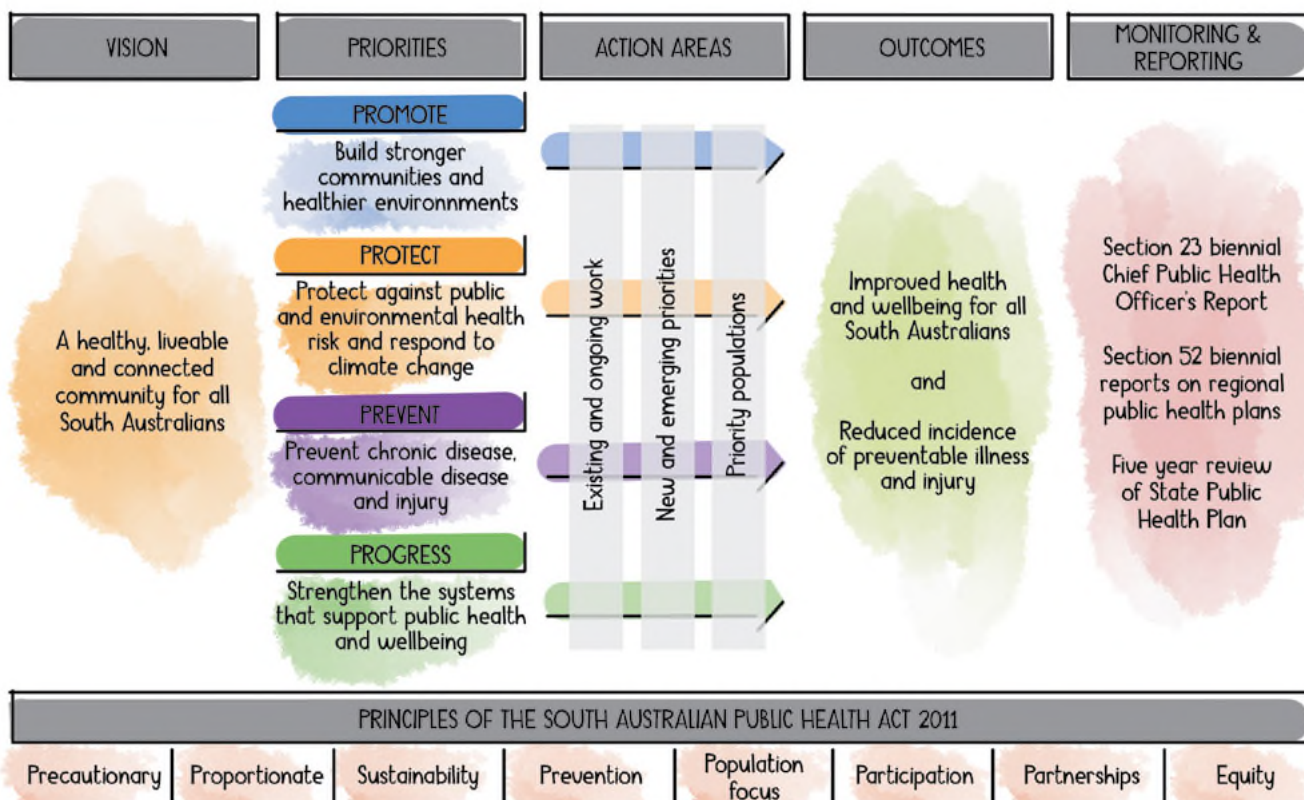 VISION
PRIORITIES
ACTION AREAS
OUTCOMES
MONITORING &
REPORTING
A healthy, liveable
and connected
community for all
South Australians
PROMOTE
Build stronger
communities and
healthier environnments
PROTECT
Protect against public
and environmental health
risk and respond to
climate change
PREVENT
Prevent chronic disease,
communicable disease
and injury
PROGRESS
Strengthen the systems
that support public health
and wellbeing
Existing and ongoing work
New and emerging priorities
Priority populations
Improved health
and wellbeing for all
South Australians
and
Reduced incidence
of preventable illness
and injury
Section 23 biennial
Chief Public Health
Officer's Report
Section 52 biennial
reports on regional
public health plans
Five year review
of State Public
Health Plan
PRINCIPLES OF THE SOUTH AUSTRALIAN PUBLIC HEALTH ACT 2011
Precautionary
Proportionate
Sustainability
Prevention
Population
focus
Participation
Partnerships
Equity